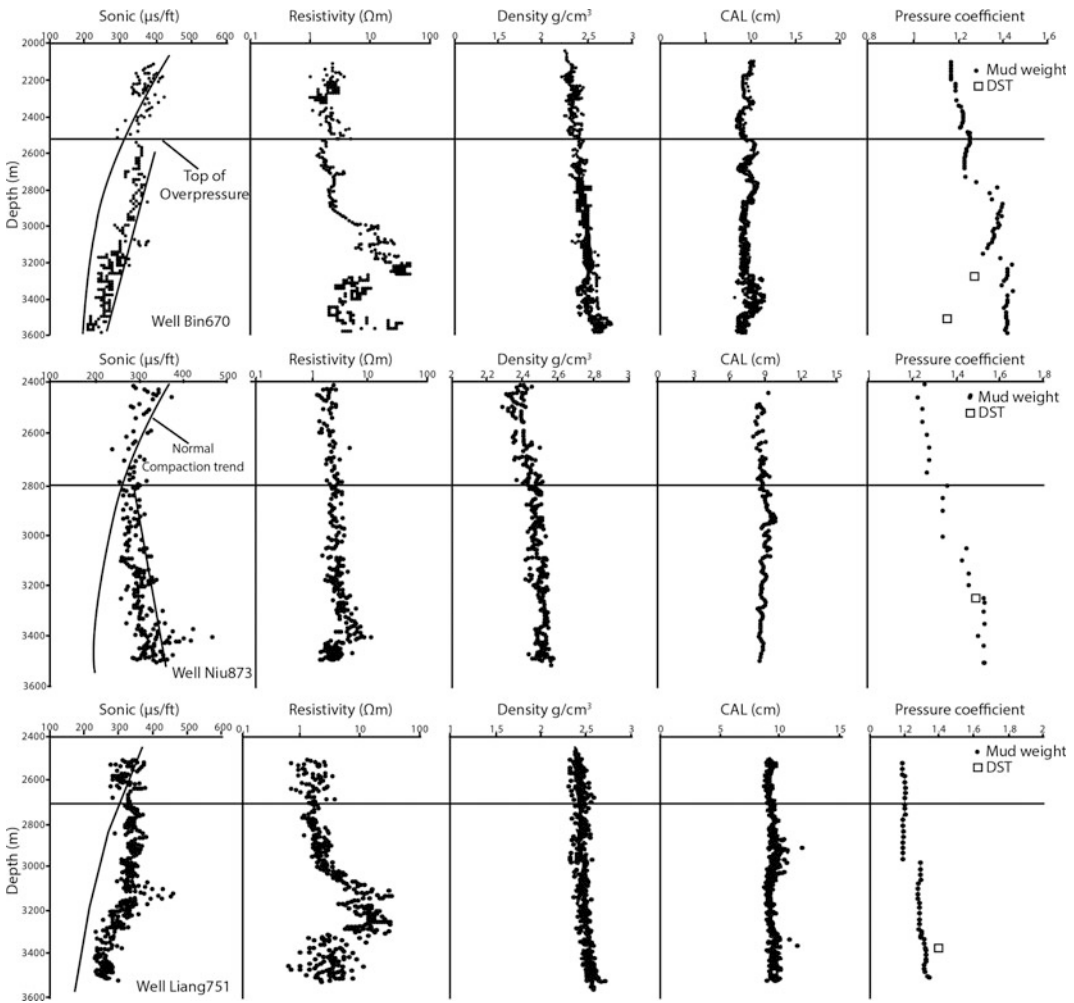 Sonic (µs/ft) Resistivity (Ωm) Density g/cm³ CAL (cm) Pressure coefficient
100 200 300 400 500 600 0,1 1 10 100 0 1 1,5 2 2,5 3 0 5 10 15 20 0,8 1,2 1,4 1,6
2000
2200
2400
2600
2800
3000
3200
3400
3600
Depth (m)
Mud weight
DST
Top of
Overpressure
Well Bin670
Sonic (µs/ft) Resistivity (Ωm) Density g/cm³ CAL (cm) Pressure coefficient
100 200 300 400 500 0,1 1 10 100 2 2,2 2,4 2,6 2,8 3 0 3 6 9 12 15 1 1,2 1,4 1,6 1,8
2400
2600
2800
3000
3200
3400
3600
Mud weight
DST
Normal
Compaction trend
Well Niu873
Sonic (µs/ft) Resistivity (Ωm) Density g/cm³ CAL (cm) Pressure coefficient
100 200 300 400 500 600 0,1 1 10 100 1 2 2,5 3 0 5 10 15 0 1,2 1,4 1,6 1,8 2
2400
2600
2800
3000
3200
3400
3600
Depth (m)
Mud weight
DST
Well Liang751